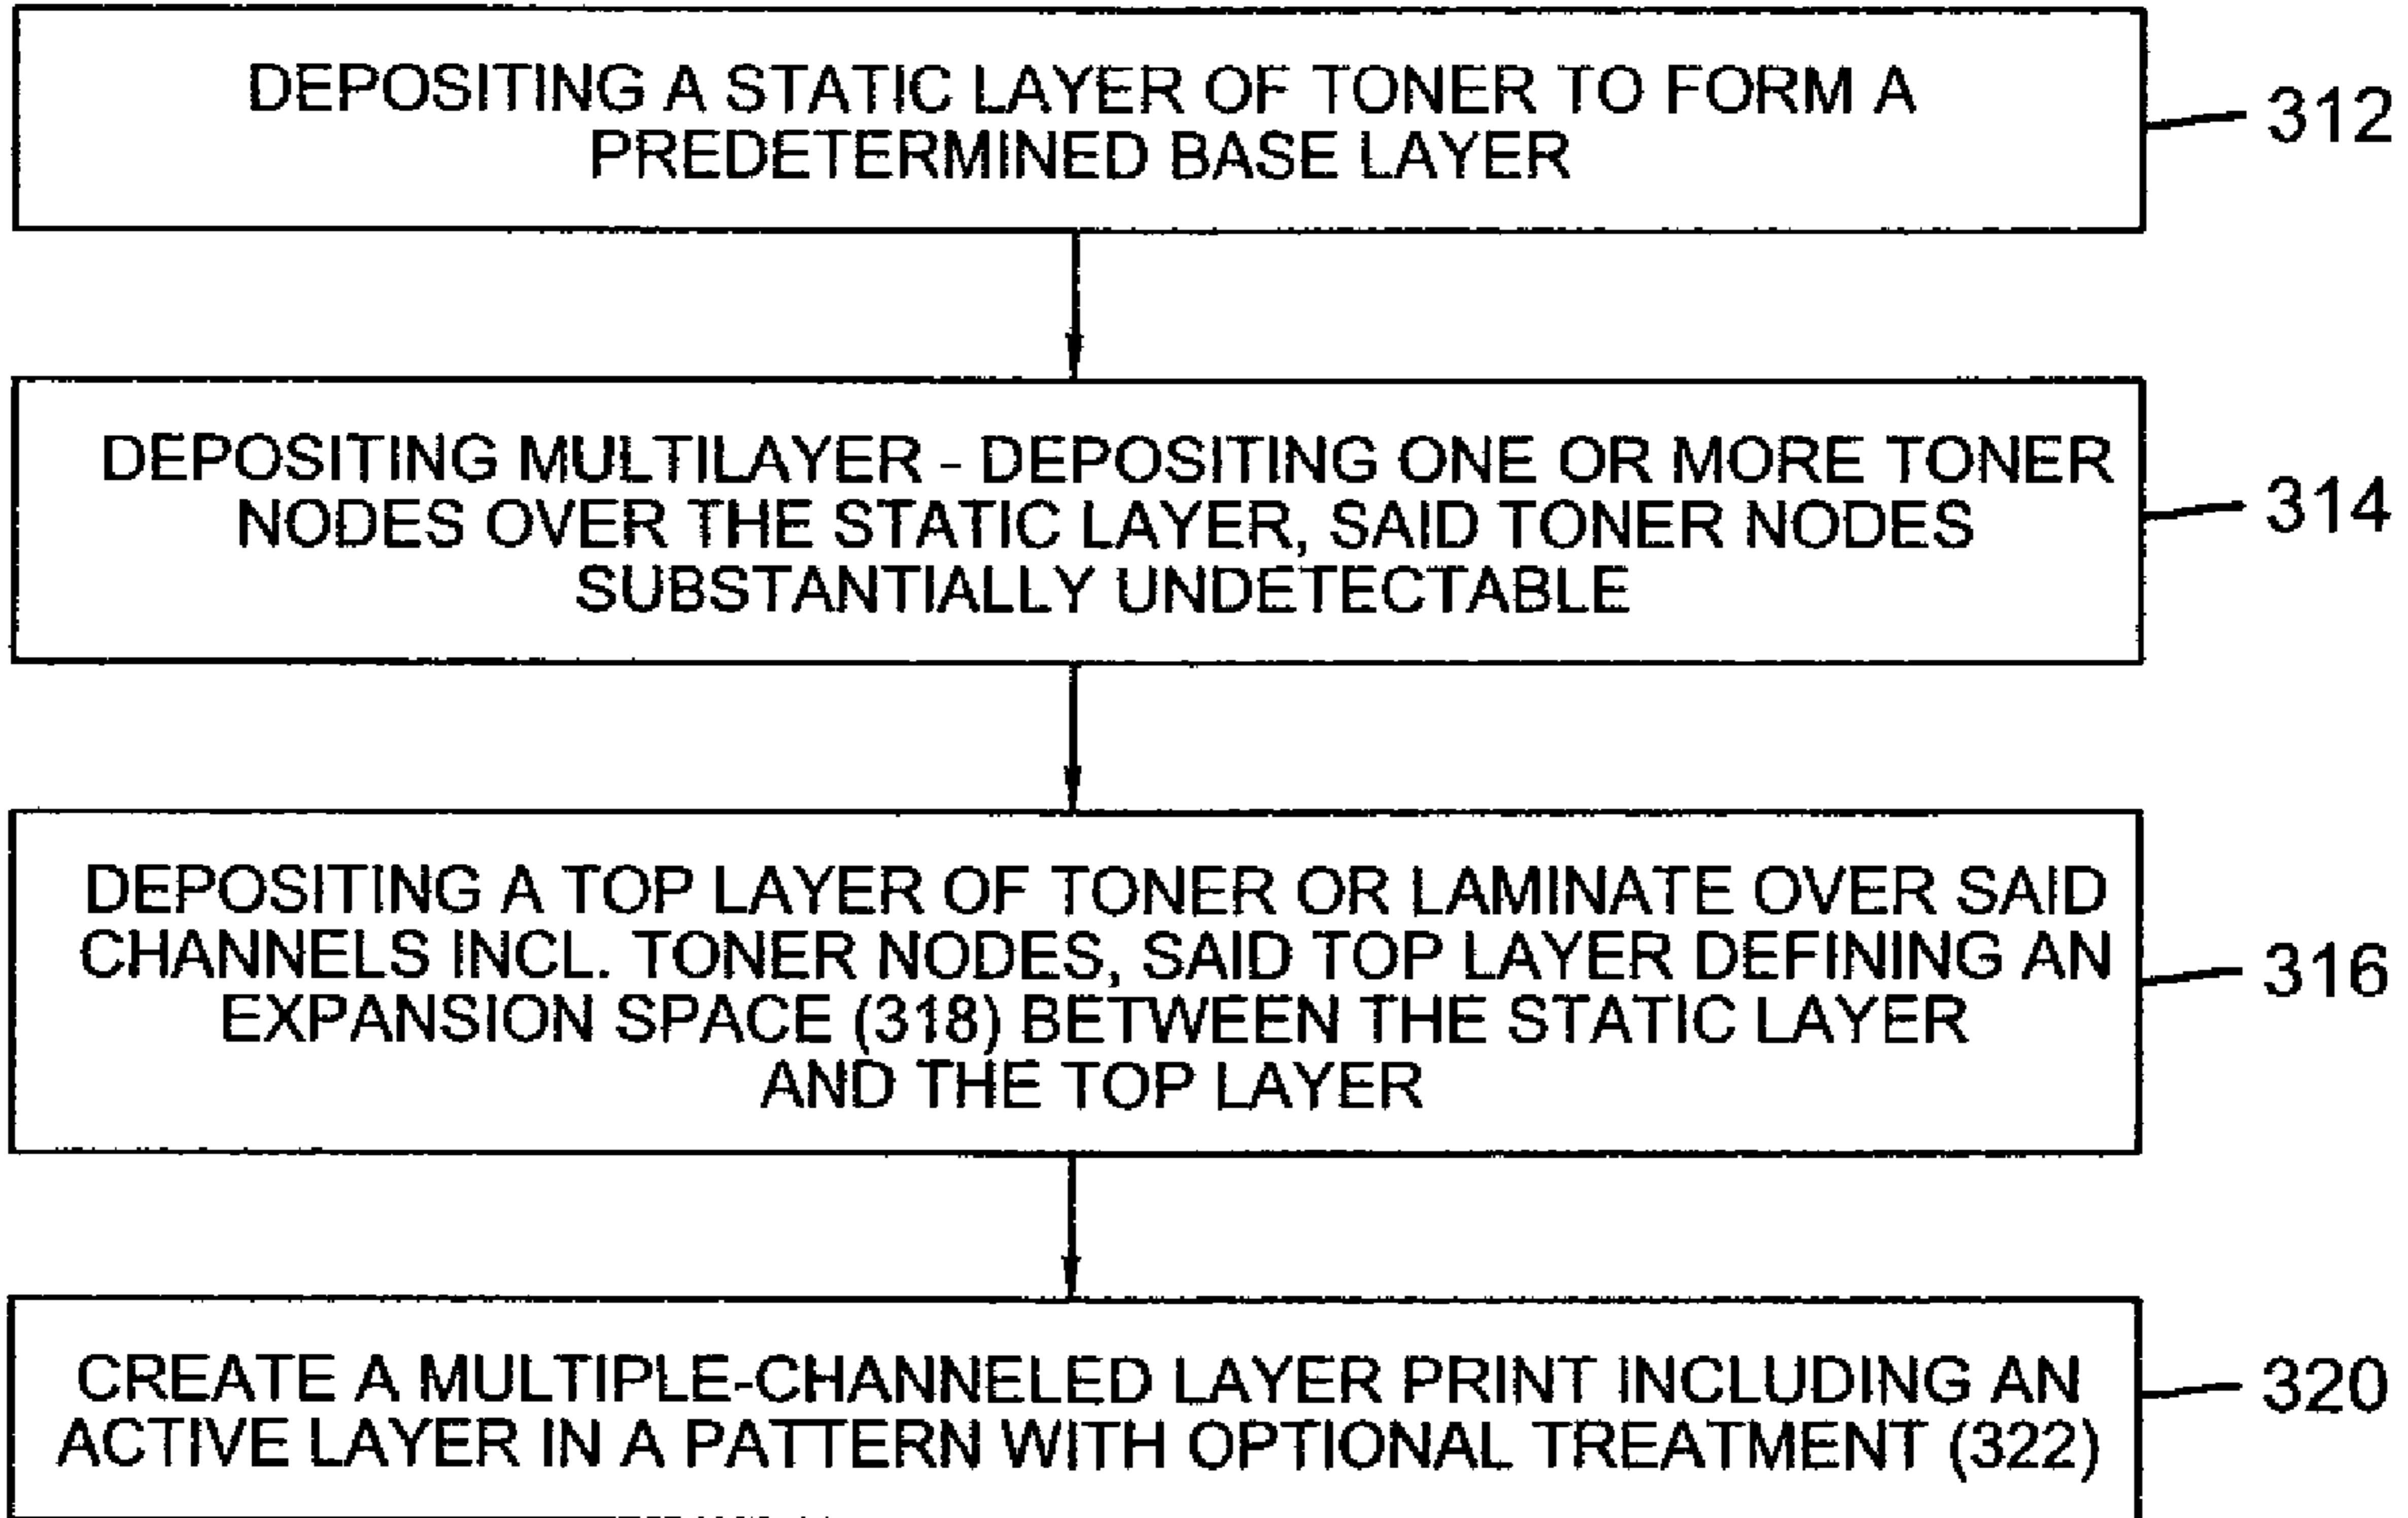 DEPOSITING A STATIC LAYER OF TONER TO FORM A
PREDETERMINED BASE LAYER
312
DEPOSITING MULTILAYER - DEPOSITING ONE OR MORE TONER
NODES OVER THE STATIC LAYER, SAID TONER NODES
SUBSTANTIALLY UNDETECTABLE
314
DEPOSITING A TOP LAYER OF TONER OR LAMINATE OVER SAID
CHANNELS INCL. TONER NODES, SAID TOP LAYER DEFINING AN
EXPANSION SPACE (318) BETWEEN THE STATIC LAYER
AND THE TOP LAYER
316
CREATE A MULTIPLE-CHANNELED LAYER PRINT INCLUDING AN
ACTIVE LAYER IN A PATTERN WITH OPTIONAL TREATMENT (322)
320